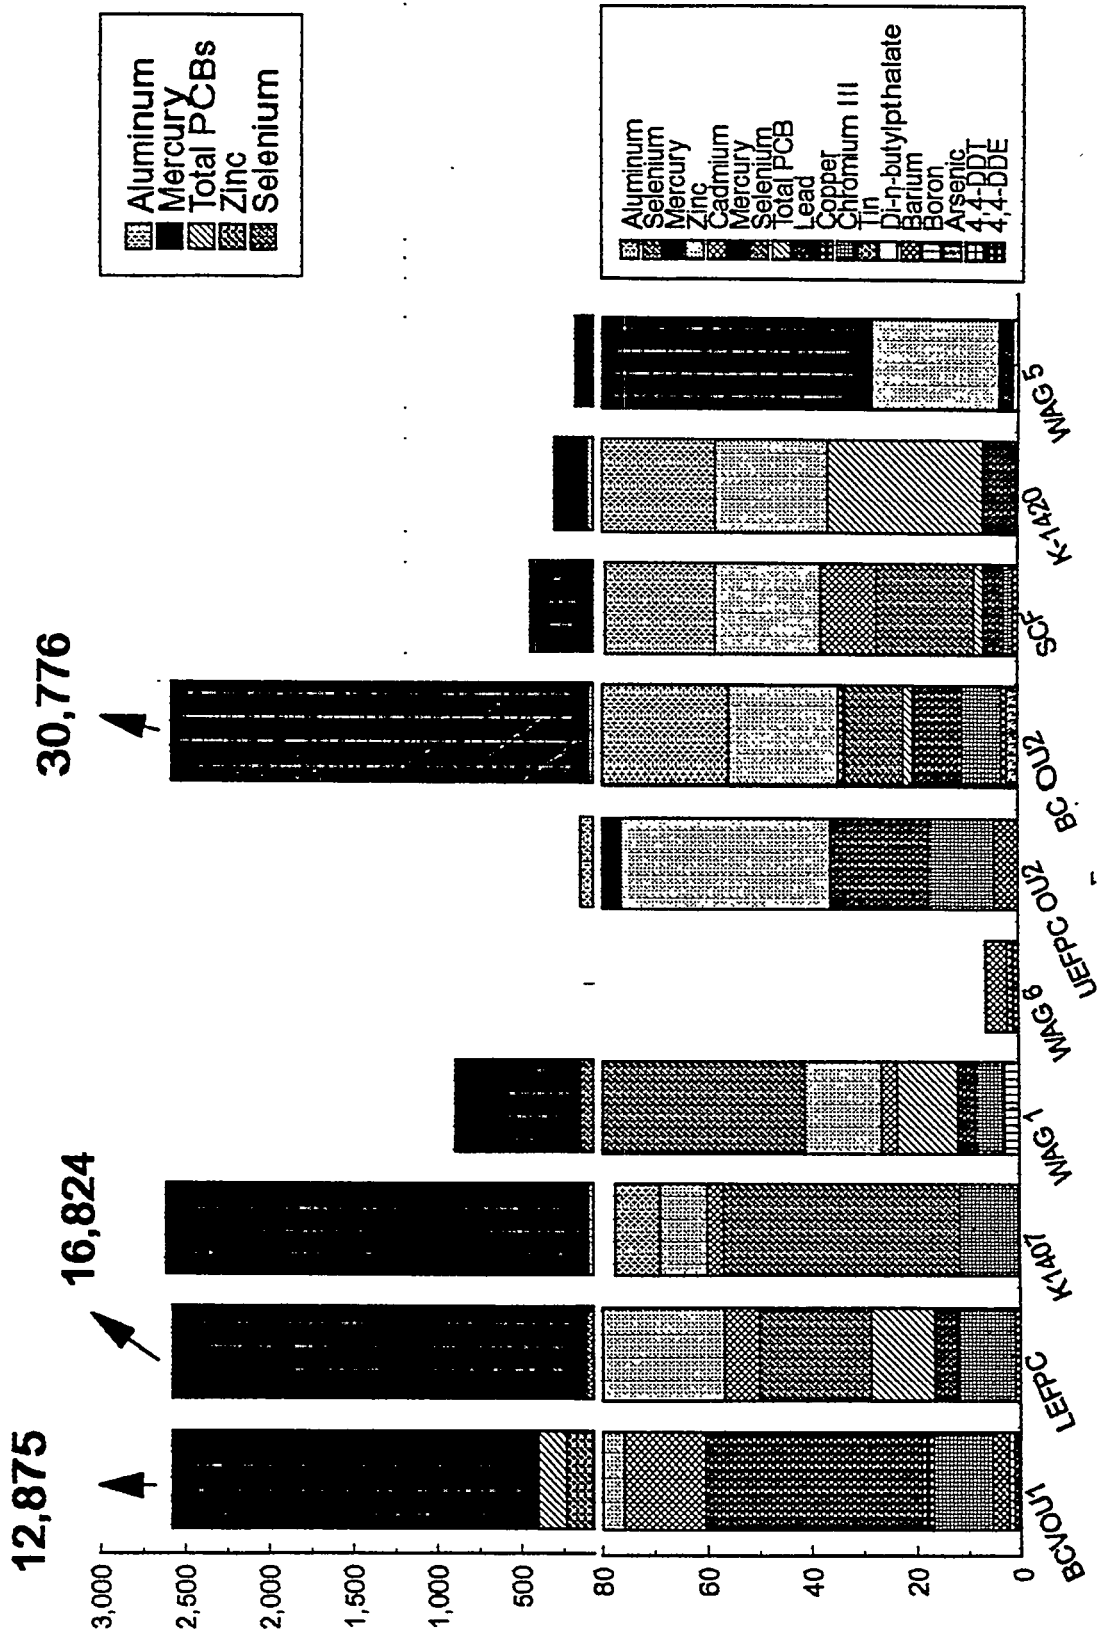 12,875
16,824
30,776
3,000
2,500
2,000
1,500
1,000
500
80
60
40
20
0
BCVOU1
LEFPC
K1407
WAG 1
WAG 6
UEFPC OU2
BC OU2
SCF
K-1420
WAG 5
Aluminum
Mercury
Total PCBs
Zinc
Selenium
Aluminum
Selenium
Mercury
Zinc
Cadmium
Mercury
Selenium
Total PCB
Lead
Copper
Chromium III
Tin
Di-n-butylpthalate
Barium
Boron
Arsenic
4,4-DDT
4,4-DDE